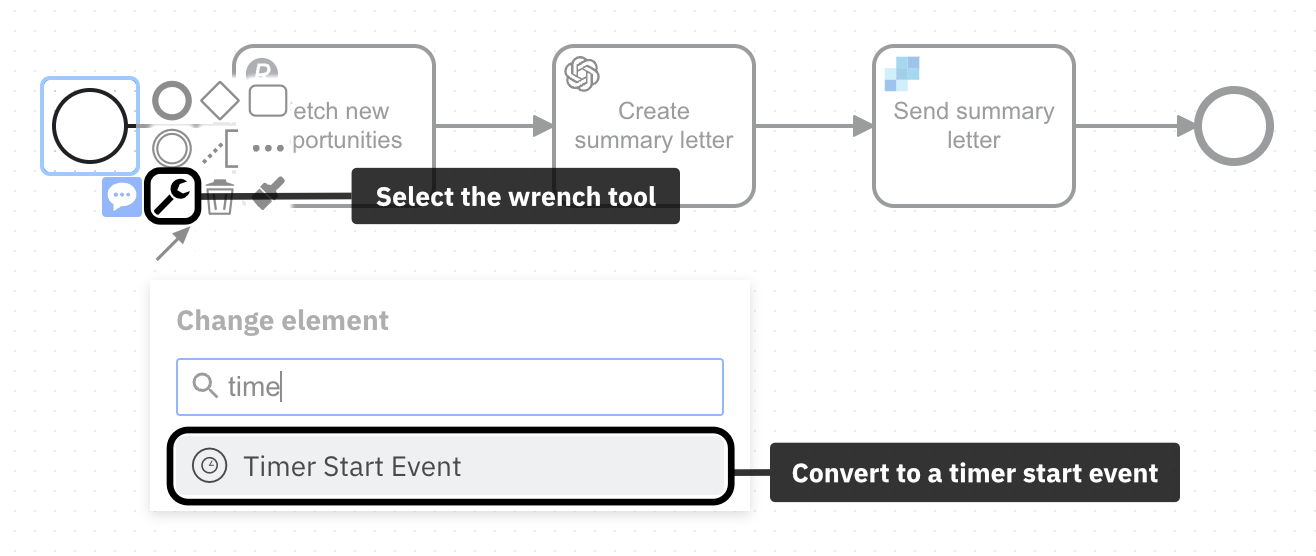 etch new
portunities
Create
summary letter
Send summary
letter
Select the wrench tool
Change element
time
Timer Start Event
Convert to a timer start event